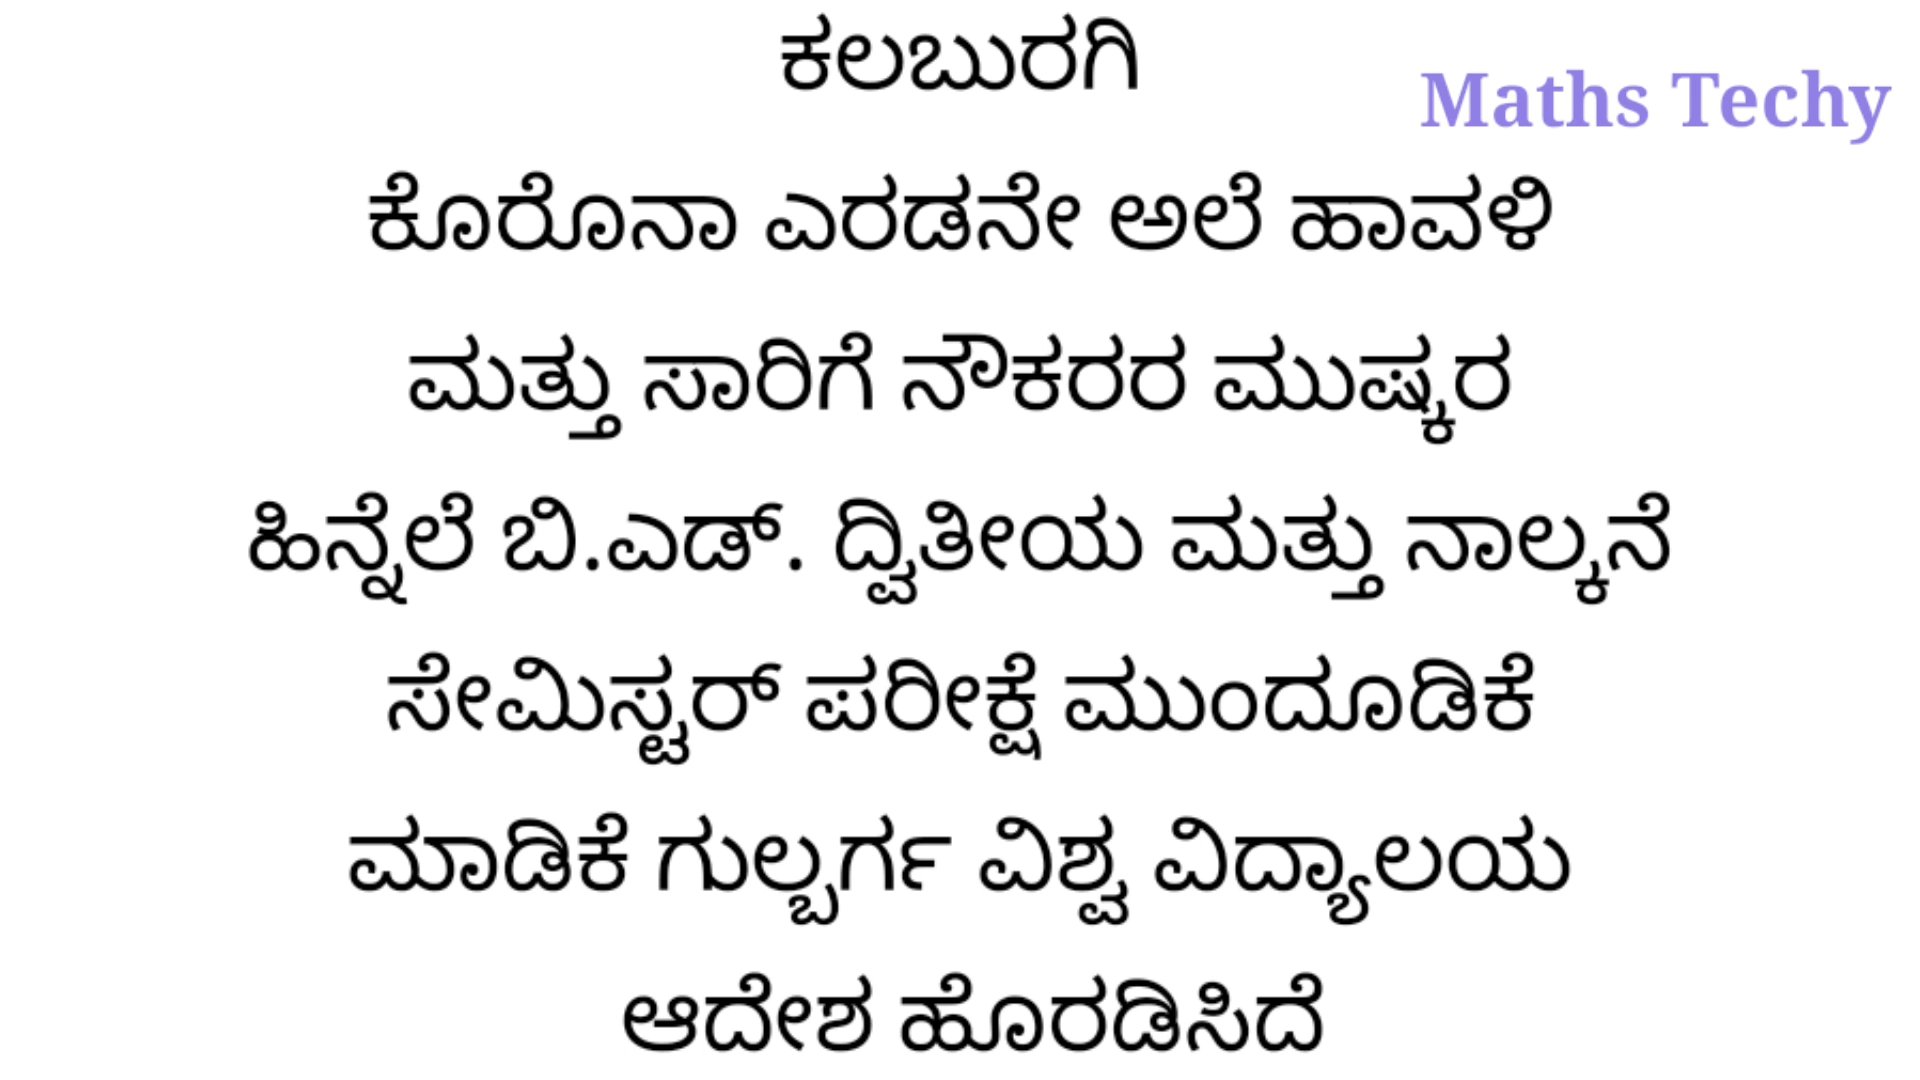 ಕಲಬುರಗಿ
Maths Techy
ಕೊರೊನಾ ಎರಡನೇ ಅಲೆ ಹಾವಳಿ
ಮತ್ತು ಸಾರಿಗೆ ನೌಕರರ ಮುಷ್ಕರ
ಹಿನ್ನೆಲೆ ಬಿ.ಎಡ್. ದ್ವಿತೀಯ ಮತ್ತು ನಾಲ್ಕನೆ
ಸೇಮಿಸ್ಟರ್ ಪರೀಕ್ಷೆ ಮುಂದೂಡಿಕೆ
ಮಾಡಿಕೆ ಗುಲ್ಬರ್ಗ ವಿಶ್ವ ವಿದ್ಯಾಲಯ
ಆದೇಶ ಹೊರಡಿಸಿದೆ